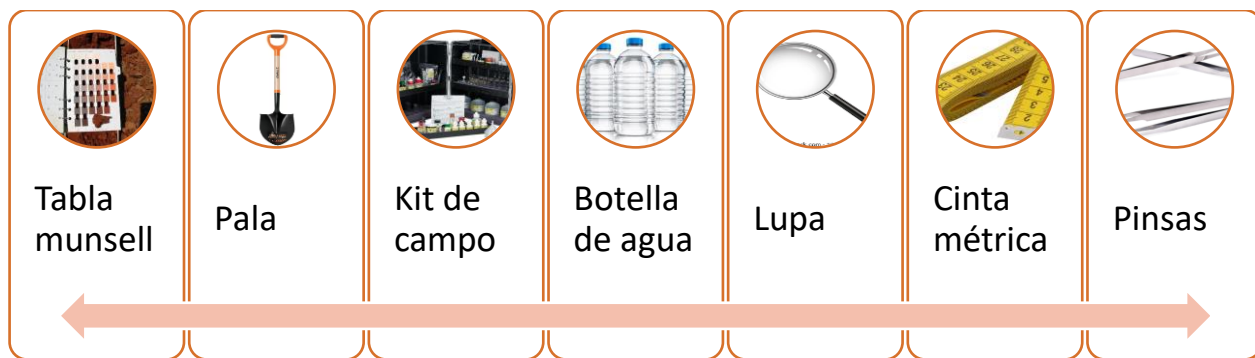 Tabla
munsell
Pala
Kit de
campo
Botella
de agua
Lupa
Cinta
métrica
Pinsas